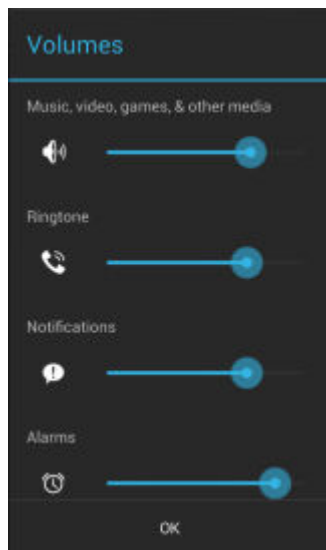 Volumes
Music, video, games, & other media
Ringtone
Notifications
Alarms
OK